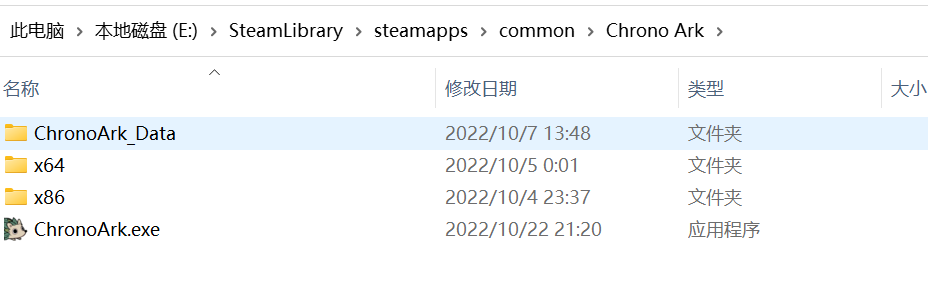 此电脑 > 本地磁盘 (E:) > SteamLibrary > steamapps > common > Chrono Ark >
名称 修改日期 类型 大小
ChronoArk_Data 2022/10/7 13:48 文件夹
x64 2022/10/5 0:01 文件夹
x86 2022/10/4 23:37 文件夹
ChronoArk.exe 2022/10/22 21:20 应用程序